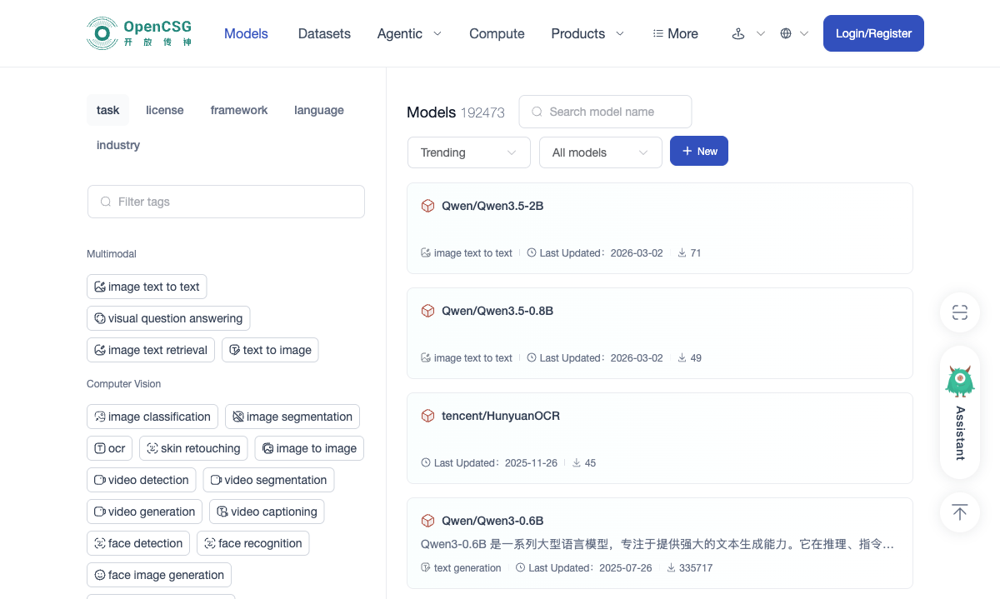 OpenCSG
开放传神
Models
Datasets
Agentic
Compute
Products
More
Login/Register
task
license
framework
language
industry
Filter tags
Multimodal
image text to text
visual question answering
image text retrieval
text to image
Computer Vision
image classification
image segmentation
ocr
skin retouching
image to image
video detection
video segmentation
video generation
video captioning
face detection
face recognition
face image generation
Models 192473
Search model name
Trending
All models
New
Qwen/Qwen3.5-2B
image text to text
Last Updated：2026-03-02
71
Qwen/Qwen3.5-0.8B
image text to text
Last Updated：2026-03-02
49
tencent/HunyuanOCR
Last Updated：2025-11-26
45
Qwen/Qwen3-0.6B
Qwen3-0.6B 是一系列大型语言模型，专注于提供强大的文本生成能力。它在推理、指令...
text generation
Last Updated：2025-07-26
335717
Assistant